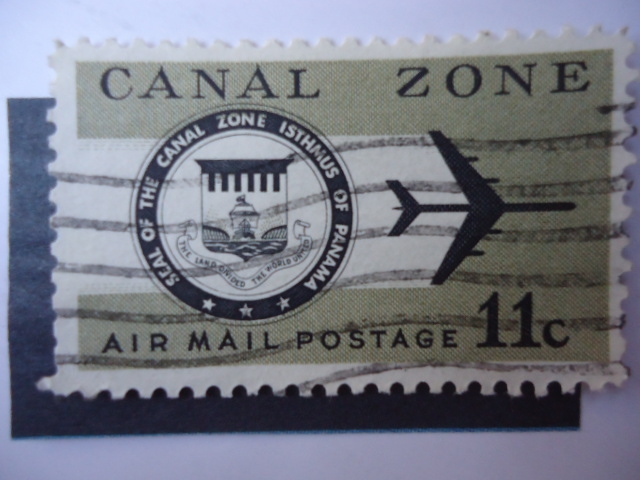 CANAL ZONE
SEAL OF THE CANAL ZONE ISTHMUS OF PANAMA
THE LAND DIVIDED THE WORLD UNITED
AIR MAIL POSTAGE 11c